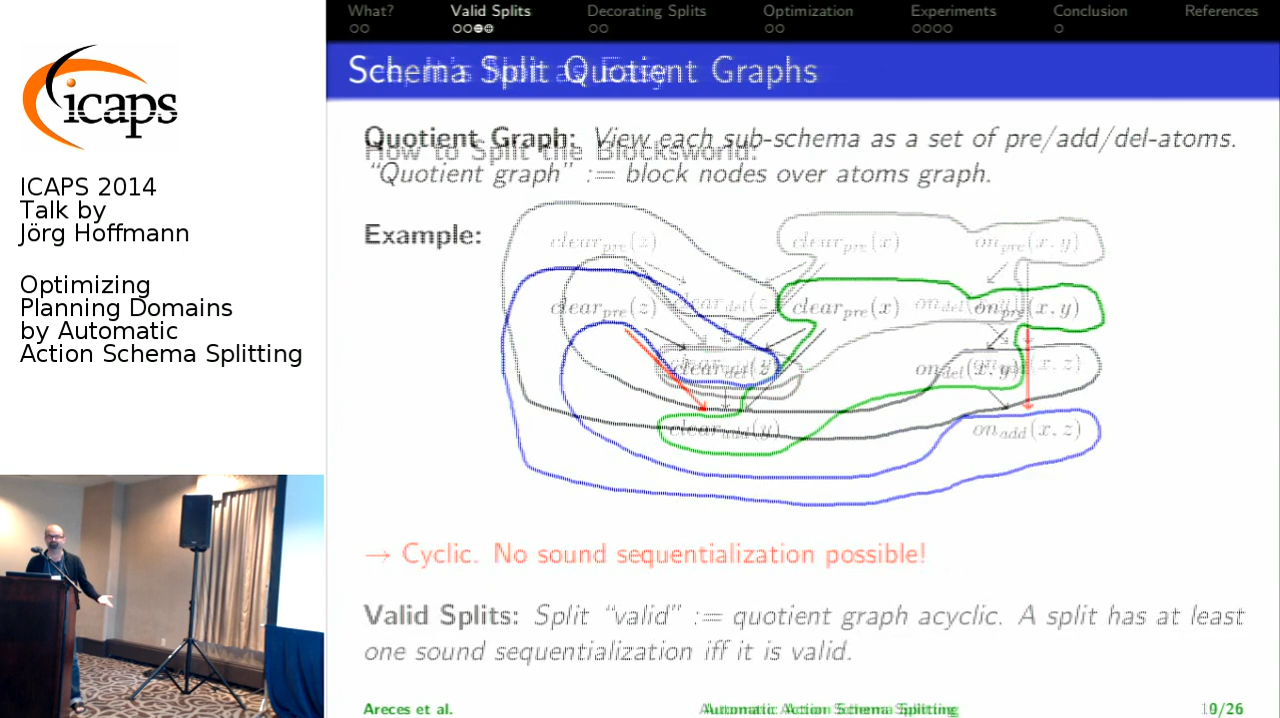 icaps
ICAPS 2014
Talk by
Jörg Hoffmann
Optimizing
Planning Domains
by Automatic
Action Schema Splitting
What? Valid Splits Decorating Splits Optimization Experiments Conclusion References
Schema Split Quotient Graphs
Quotient Graph: View each sub-schema as a set of pre/add/del-atoms.
How to Split the Blocksworld:
"Quotient graph" := block nodes over atoms graph.
Example:
clear_pre(z) clear_pre(x) on_pre(x, y)
clear_pre(z) clear_pre(x) on_pre(x, y)
clear_del(z) on_del(x, y)
clear_add(y) on_add(x, z)
→ Cyclic. No sound sequentialization possible!
Valid Splits: Split "valid" := quotient graph acyclic. A split has at least
one sound sequentialization iff it is valid.
Areces et al. Automatic Action Schema Splitting /26